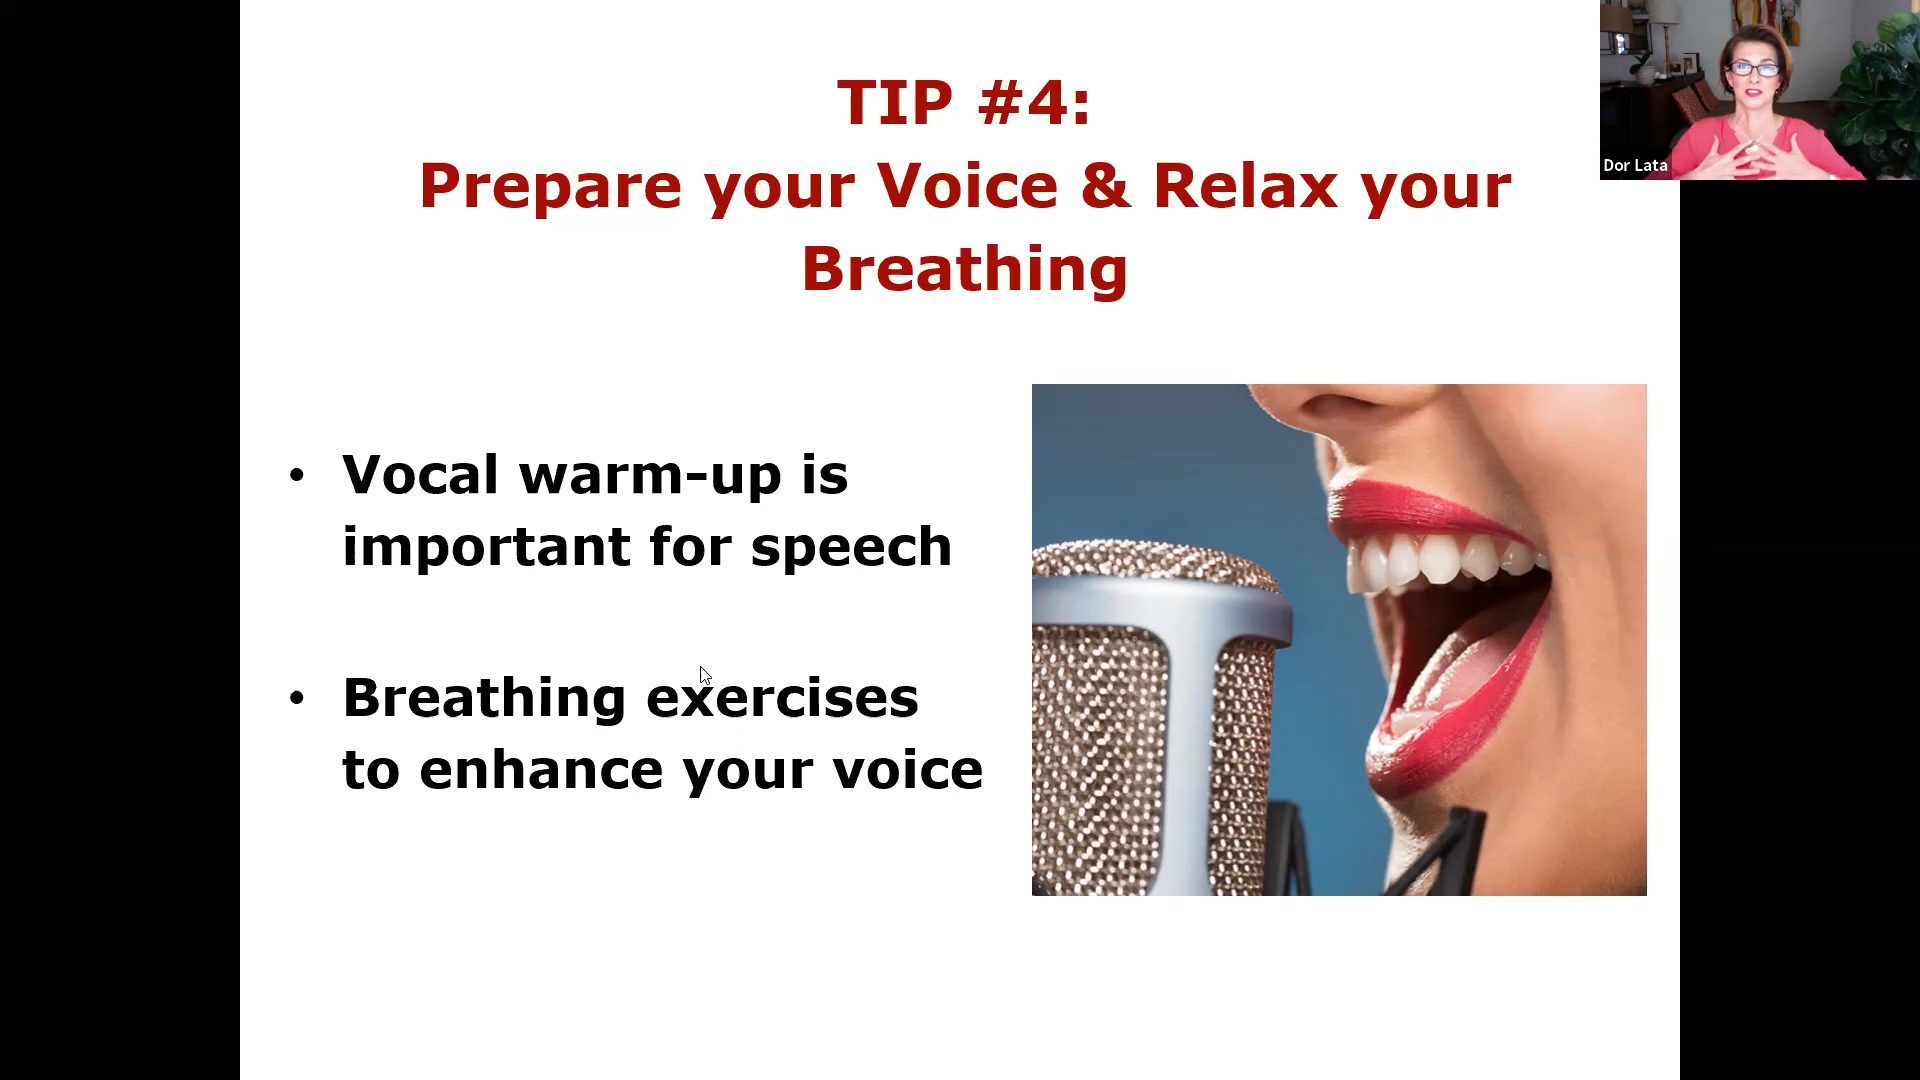 TIP #4:
Prepare your Voice & Relax your
Breathing
Dor Lata
• Vocal warm-up is
important for speech
• Breathing exercises
to enhance your voice